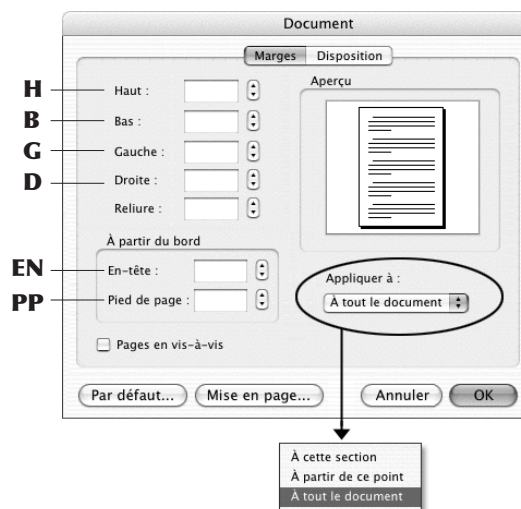 Document
Marges Disposition
H Haut :
B Bas :
G Gauche :
D Droite :
Reliure :
Aperçu
À partir du bord
EN En-tête :
PP Pied de page :
Appliquer à :
À tout le document
Pages en vis-à-vis
Par défaut... Mise en page... Annuler OK
À cette section
À partir de ce point
À tout le document